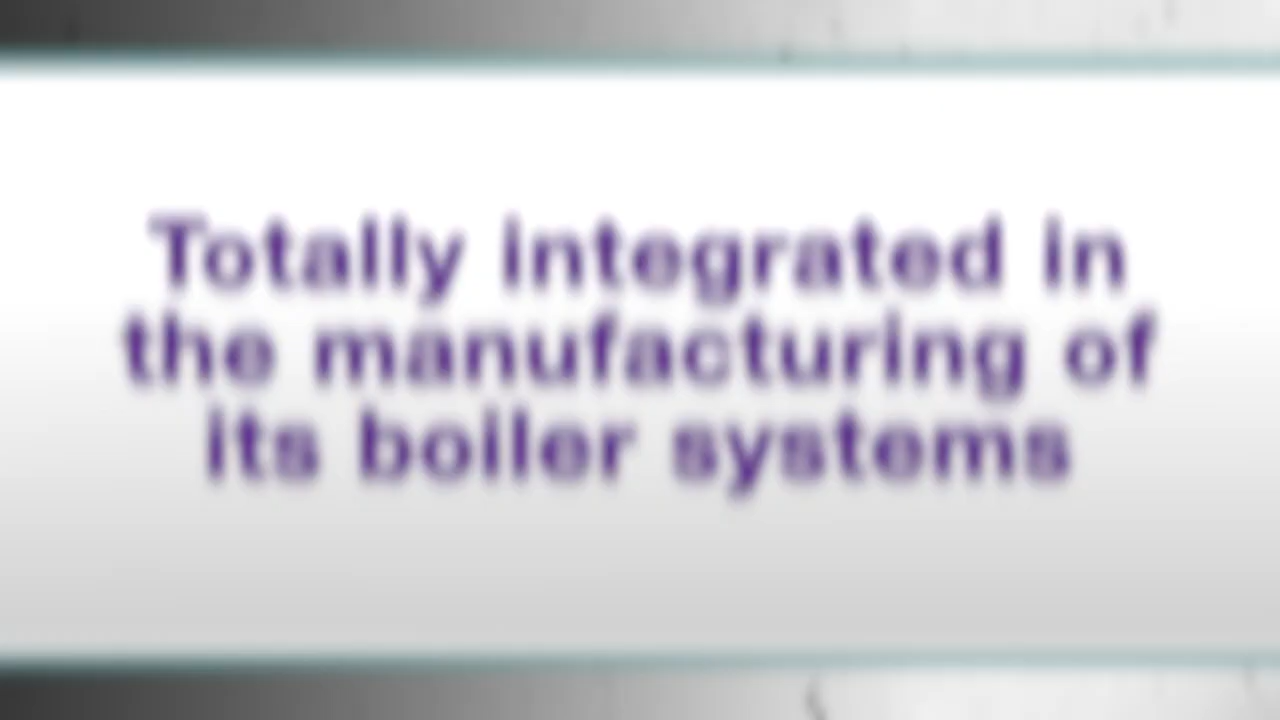 Totally integrated in
the manufacturing of
its boiler systems